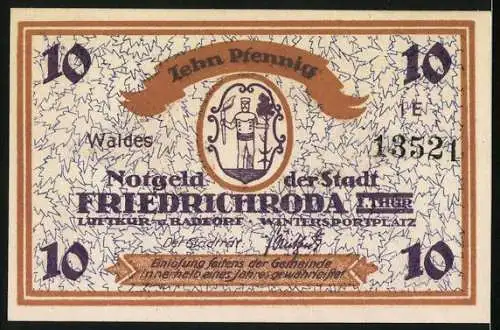 10 Zehn Pfennig 10
I E
Waldes 13521
Notgeld der Stadt
FRIEDRICHRODA I. THÜR
LUFTKUR- u. BADEORT - WINTERSPORTPLATZ
Der Stadtrat
10 Einlösung seitens der Gemeinde 10
innerhalb eines Jahres gewährleistet